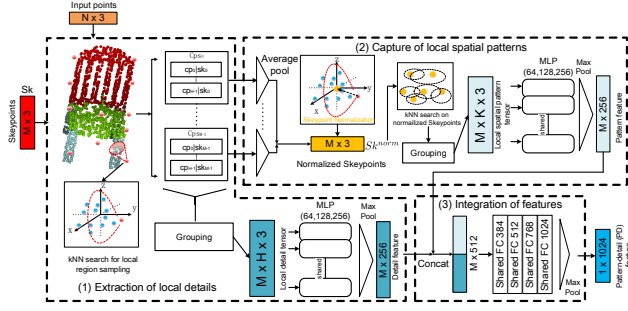 Input points
N x 3
Sk
Skeypoints
M x 3
z
y
x
kNN search for local
region sampling
(1) Extraction of local details
Grouping
M x H x 3
Local detail tensor
MLP
(64,128,256)
shared
Max
Pool
M x 256
Detail feature
Average
pool
(2) Capture of local spatial patterns
z
y
x
Skeypoint Normalization
M x 3
Normalized Skeypoints
Sk^norm
kNN search on
normalized Skeypoints
Grouping
M x K x 3
Local spatial pattern
tensor
MLP
(64,128,256)
shared
Max
Pool
M x 256
Pattern feature
(3) Integration of features
Concat
M x 512
Shared FC 384
Shared FC 512
Shared FC 768
Shared FC 1024
Max
Pool
1 x 1024
Pattern-detail (PD)
feature